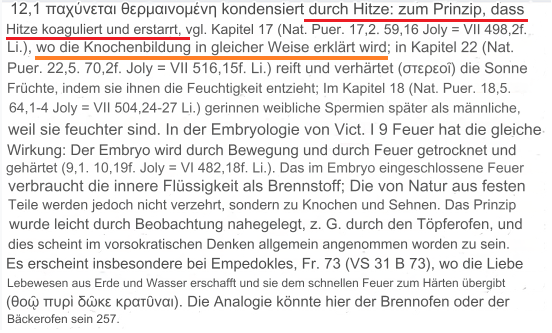 12,1 παχύνεται θερμαινομένη kondensiert durch Hitze: zum Prinzip, dass
Hitze koaguliert und erstarrt, vgl. Kapitel 17 (Nat. Puer. 17,2. 59,16 Joly = VII 498,2f.
Li.), wo die Knochenbildung in gleicher Weise erklärt wird; in Kapitel 22 (Nat.
Puer. 22,5. 70,2f. Joly = VII 516,15f. Li.) reift und verhärtet (στερεοῖ) die Sonne
Früchte, indem sie ihnen die Feuchtigkeit entzieht; Im Kapitel 18 (Nat. Puer. 18,5.
64,1-4 Joly = VII 504,24-27 Li.) gerinnen weibliche Spermien später als männliche,
weil sie feuchter sind. In der Embryologie von Vict. I 9 Feuer hat die gleiche
Wirkung: Der Embryo wird durch Bewegung und durch Feuer getrocknet und
gehärtet (9,1. 10,19f. Joly = VI 482,18f. Li.). Das im Embryo eingeschlossene Feuer
verbraucht die innere Flüssigkeit als Brennstoff; Die von Natur aus festen
Teile werden jedoch nicht verzehrt, sondern zu Knochen und Sehnen. Das Prinzip
wurde leicht durch Beobachtung nahegelegt, z. G. durch den Töpferofen, und
dies scheint im vorsokratischen Denken allgemein angenommen worden zu sein.
Es erscheint insbesondere bei Empedokles, Fr. 73 (VS 31 B 73), wo die Liebe
Lebewesen aus Erde und Wasser erschafft und sie dem schnellen Feuer zum Härten übergibt
(θοῷ πυρὶ δῶκε κρατῦναι). Die Analogie könnte hier der Brennofen oder der
Bäckerofen sein 257.